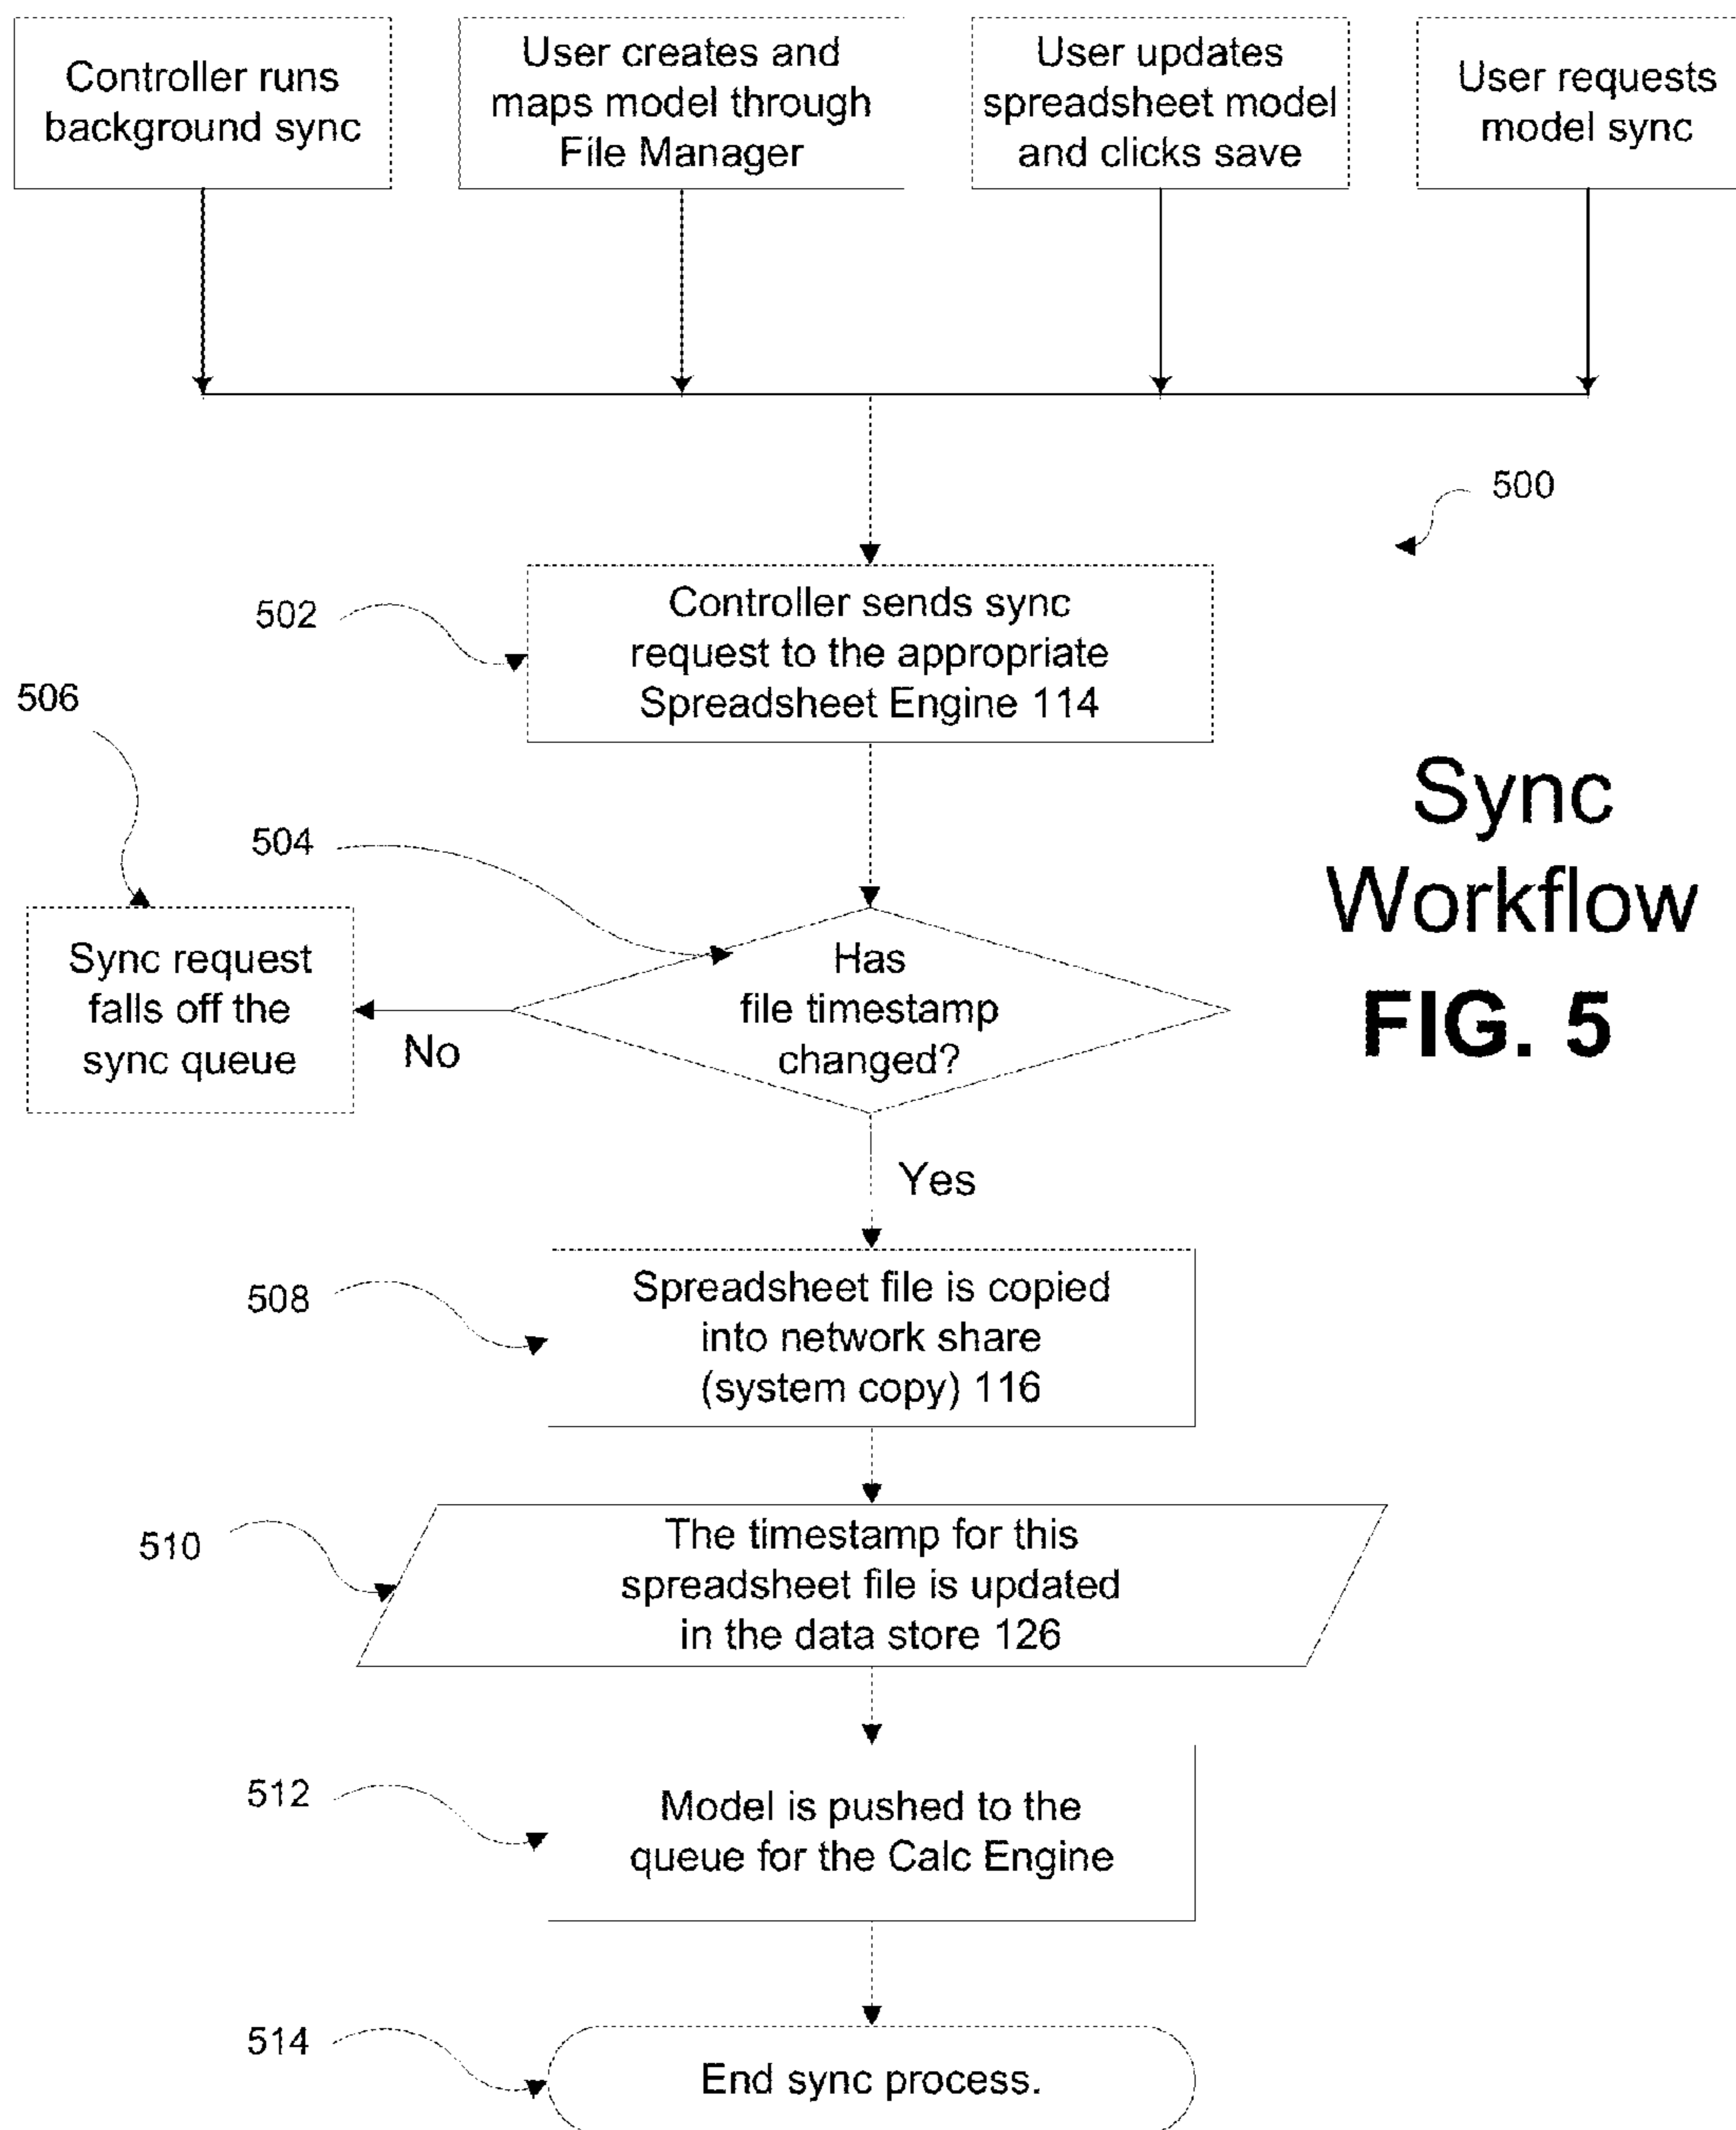 Controller runs
background sync
User creates and
maps model through
File Manager
User updates
spreadsheet model
and clicks save
User requests
model sync
500
502
Controller sends sync
request to the appropriate
Spreadsheet Engine 114
506
504
Sync
Workflow
FIG. 5
Sync request
falls off the
sync queue
No
Has
file timestamp
changed?
Yes
508
Spreadsheet file is copied
into network share
(system copy) 116
510
The timestamp for this
spreadsheet file is updated
in the data store 126
512
Model is pushed to the
queue for the Calc Engine
514
End sync process.